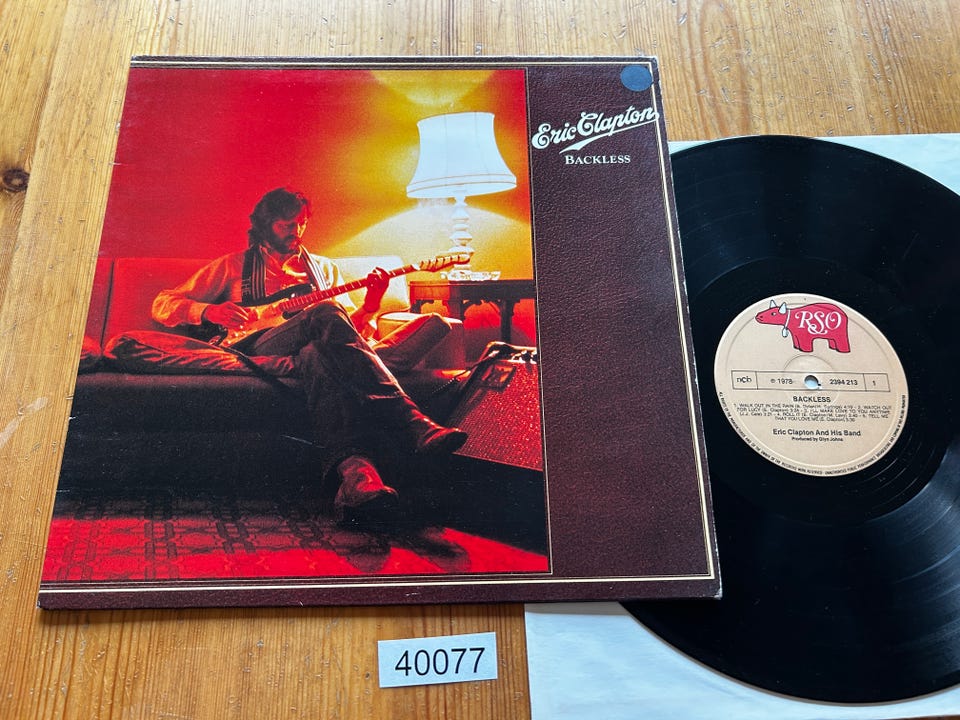 Eric Clapton
BACKLESS
RSO
ncb
℗ 1978
2394 213
1
BACKLESS
1. WALK OUT IN THE RAIN (B. Dylan/H. Springs) 4:19 - 2. WATCH OUT
FOR LUCY (E. Clapton) 3:24 - 3. I'LL MAKE LOVE TO YOU ANYTIME
(J.J. Cale) 3:21 - 4. ROLL IT (E. Clapton/M. Levy) 3:40 - 5. TELL ME
THAT YOU LOVE ME (E. Clapton) 3:30
Eric Clapton And His Band
Produced by Glyn Johns
40077